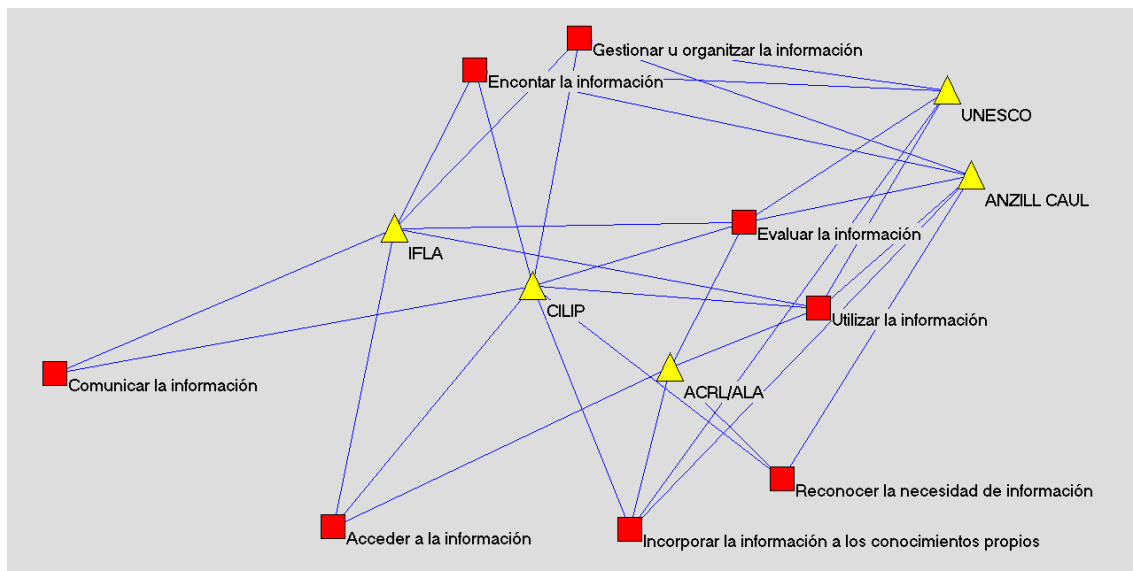 Gestionar u organitzar la información
Encontar la información
UNESCO
ANZILL CAUL
Evaluar la información
IFLA
CILIP
Utilizar la información
Comunicar la información
ACRL/ALA
Reconocer la necesidad de información
Acceder a la información
Incorporar la información a los conocimientos propios